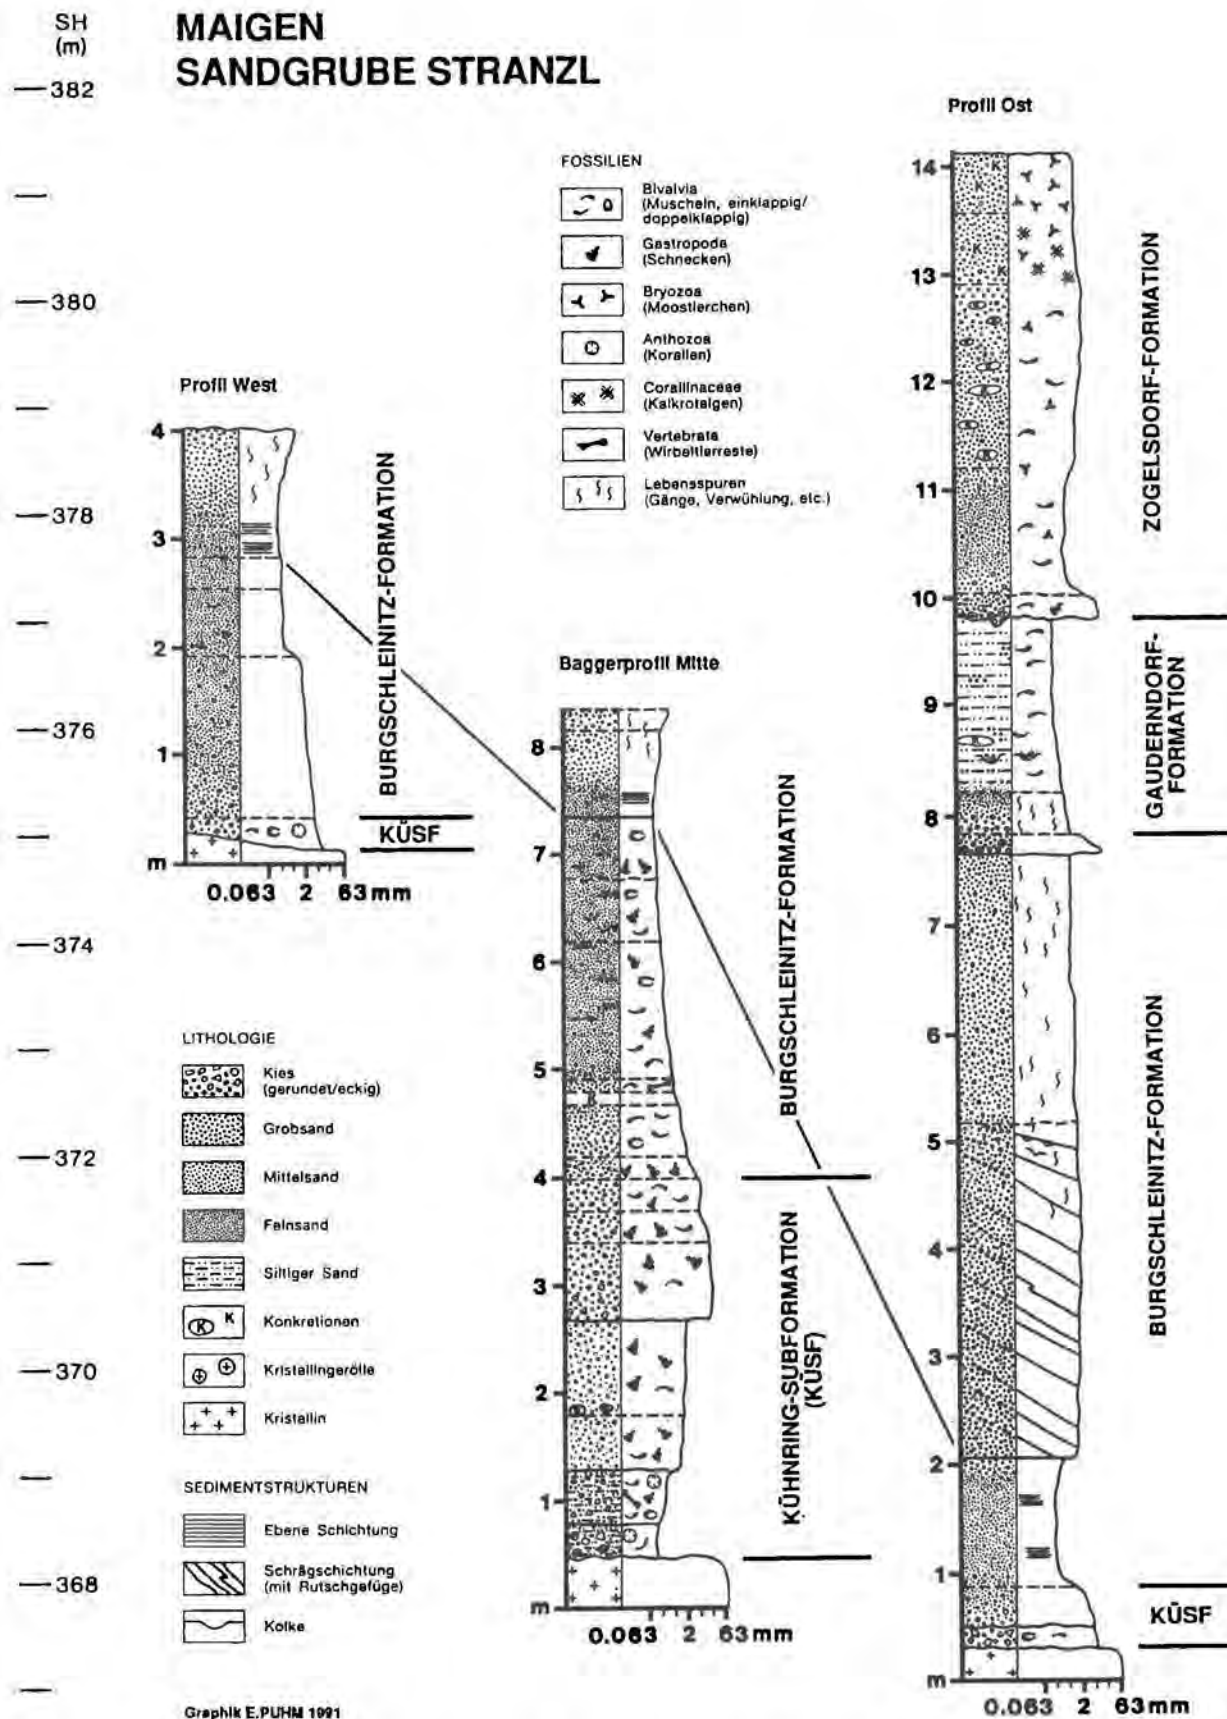 SH
(m)
MAIGEN
SANDGRUBE STRANZL
382
380
378
376
374
372
370
368
Profil West
4
3
2
1
m
0.063 2 63 mm
BURGSCHLEINITZ-FORMATION
KÜSF
FOSSILIEN
Bivalvia
(Muscheln, einklappig/
doppelklappig)
Gastropoda
(Schnecken)
Bryozoa
(Moostierchen)
Anthozoa
(Korallen)
Corallinaceae
(Kalkrotalgen)
Vertebrata
(Wirbeltierreste)
Lebensspuren
(Gänge, Verwühlung, etc.)
LITHOLOGIE
Kies
(gerundet/eckig)
Grobsand
Mittelsand
Feinsand
Siltiger Sand
K K
Konkretionen
Kristallingerölle
Kristallin
SEDIMENTSTRUKTUREN
Ebene Schichtung
Schrägschichtung
(mit Rutschgefüge)
Kolke
Graphik E.PUHM 1991
Baggerprofil Mitte
8
7
6
5
4
3
2
1
m
K
0.063 2 63 mm
BURGSCHLEINITZ-FORMATION
KÜHNRING-SUBFORMATION
(KÜSF)
Profil Ost
14
13
12
11
10
9
8
7
6
5
4
3
2
1
m
0.063 2 63 mm
ZOGELSDORF-FORMATION
GAUDERNDORF-
FORMATION
BURGSCHLEINITZ-FORMATION
KÜSF